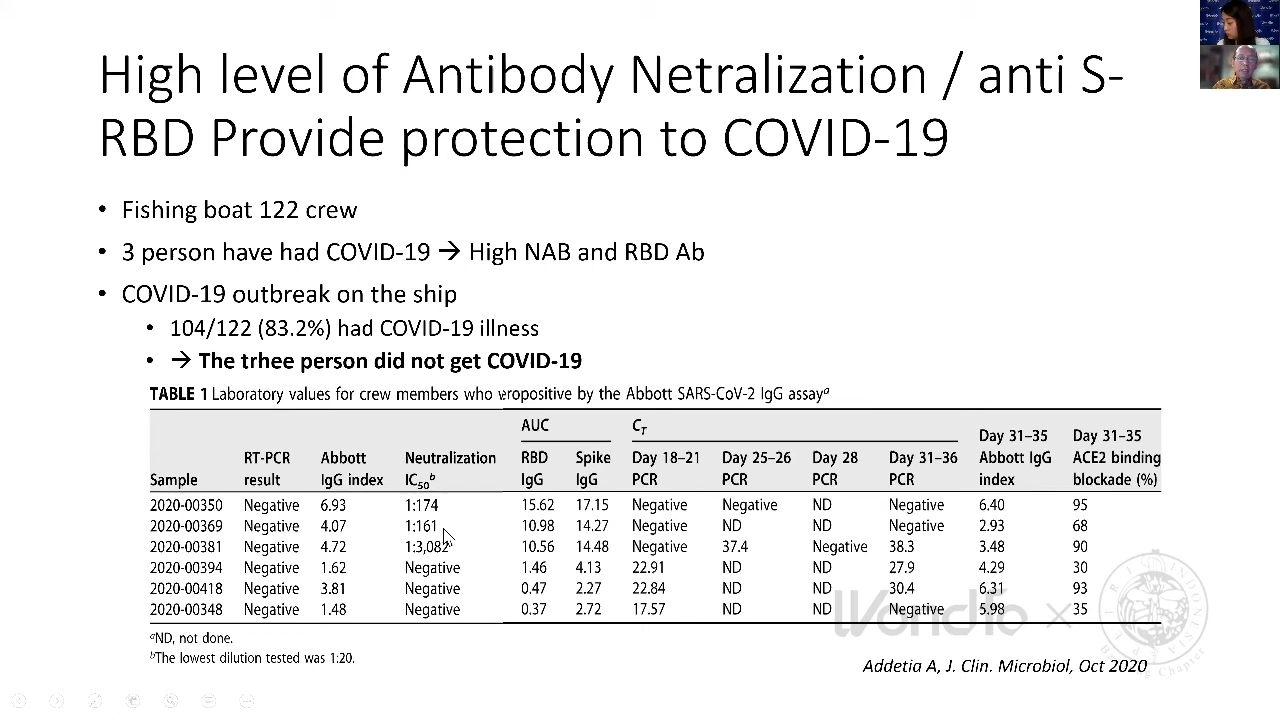 High level of Antibody Netralization / anti S-
RBD Provide protection to COVID-19
• Fishing boat 122 crew
• 3 person have had COVID-19 → High NAB and RBD Ab
• COVID-19 outbreak on the ship
• 104/122 (83.2%) had COVID-19 illness
• → The trhee person did not get COVID-19
TABLE 1 Laboratory values for crew members who propositive by the Abbott SARS-CoV-2 IgG assayᵃ
AUC C_T
Day 31–35 Day 31–35
RT-PCR Abbott Neutralization RBD Spike Day 18–21 Day 25–26 Day 28 Day 31–36 Abbott IgG ACE2 binding
Sample result IgG index IC₅₀ᵇ IgG IgG PCR PCR PCR PCR index blockade (%)
2020-00350 Negative 6.93 1:174 15.62 17.15 Negative Negative ND Negative 6.40 95
2020-00369 Negative 4.07 1:161 10.98 14.27 Negative ND ND Negative 2.93 68
2020-00381 Negative 4.72 1:3,082 10.56 14.48 Negative 37.4 Negative 38.3 3.48 90
2020-00394 Negative 1.62 Negative 1.46 4.13 22.91 ND ND 27.9 4.29 30
2020-00418 Negative 3.81 Negative 0.47 2.27 22.84 ND ND 30.4 6.31 93
2020-00348 Negative 1.48 Negative 0.37 2.72 17.57 ND ND Negative 5.98 35
ᵃND, not done.
ᵇThe lowest dilution tested was 1:20.
Wondfo ×
Addetia A, J. Clin. Microbiol, Oct 2020